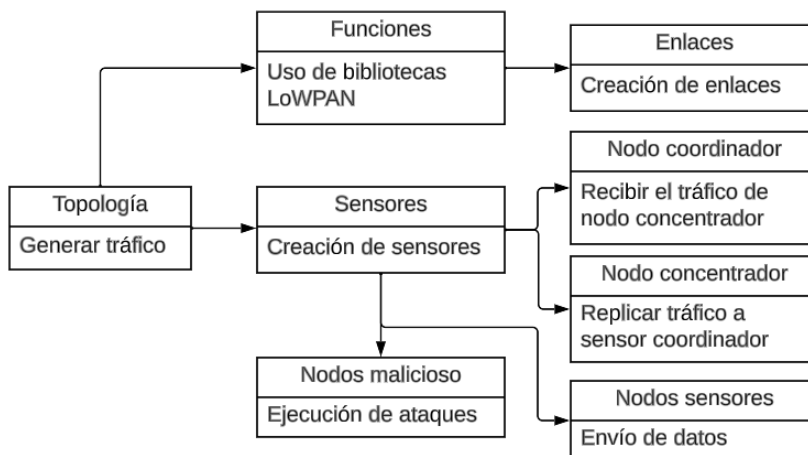 Funciones
Uso de bibliotecas
LoWPAN
Enlaces
Creación de enlaces
Topología
Generar tráfico
Sensores
Creación de sensores
Nodo coordinador
Recibir el tráfico de
nodo concentrador
Nodo concentrador
Replicar tráfico a
sensor coordinador
Nodos malicioso
Ejecución de ataques
Nodos sensores
Envío de datos